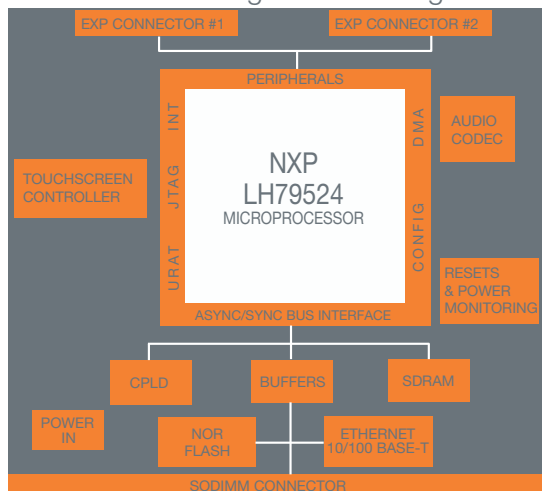 EXP CONNECTOR #1
EXP CONNECTOR #2
PERIPHERALS
INT
JTAG
URAT
DMA
CONFIG
NXP
LH79524
MICROPROCESSOR
ASYNC/SYNC BUS INTERFACE
TOUCHSCREEN
CONTROLLER
AUDIO
CODEC
RESETS
& POWER
MONITORING
CPLD
BUFFERS
SDRAM
POWER
IN
NOR
FLASH
ETHERNET
10/100 BASE-T
SODIMM CONNECTOR